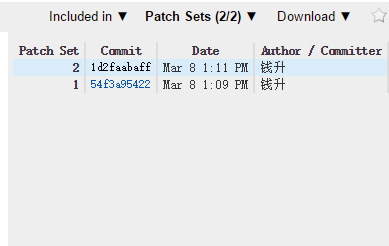 Included in ▼ Patch Sets (2/2) ▼ Download ▼
Patch Set Commit Date Author / Committer
2 1d2faabaff Mar 8 1:11 PM 钱升
1 54f3a95422 Mar 8 1:09 PM 钱升